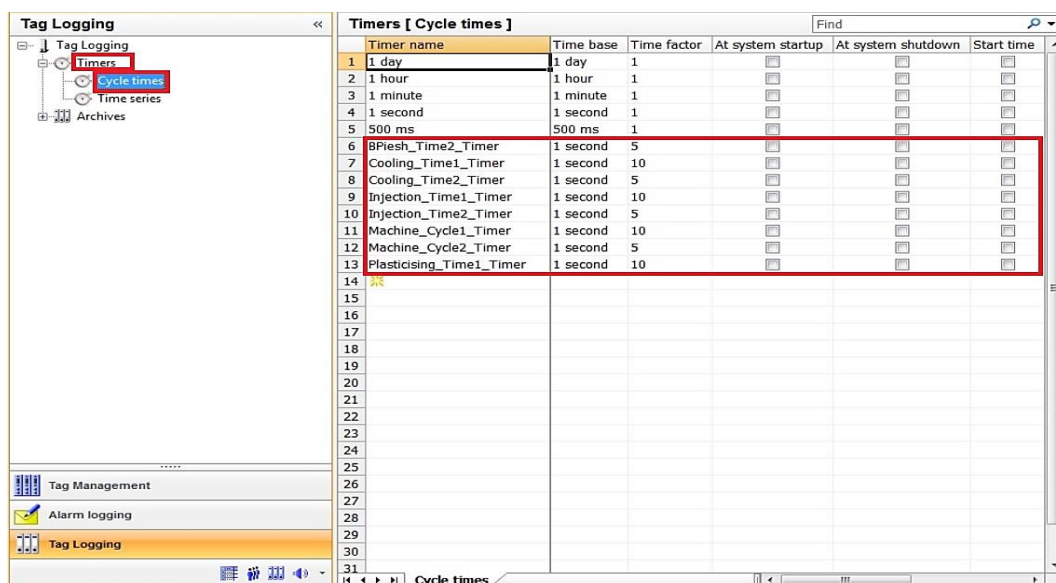 Tag Logging «
Tag Logging
Timers
Cycle times
Time series
Archives
Tag Management
Alarm logging
Tag Logging
Timers [ Cycle times ] Find
Timer name Time base Time factor At system startup At system shutdown Start time
1 1 day 1 day 1
2 1 hour 1 hour 1
3 1 minute 1 minute 1
4 1 second 1 second 1
5 500 ms 500 ms 1
6 BPiesh_Time2_Timer 1 second 5
7 Cooling_Time1_Timer 1 second 10
8 Cooling_Time2_Timer 1 second 5
9 Injection_Time1_Timer 1 second 10
10 Injection_Time2_Timer 1 second 5
11 Machine_Cycle1_Timer 1 second 10
12 Machine_Cycle2_Timer 1 second 5
13 Plasticising_Time1_Timer 1 second 10
14
15
16
17
18
19
20
21
22
23
24
25
26
27
28
29
30
31
Cycle times